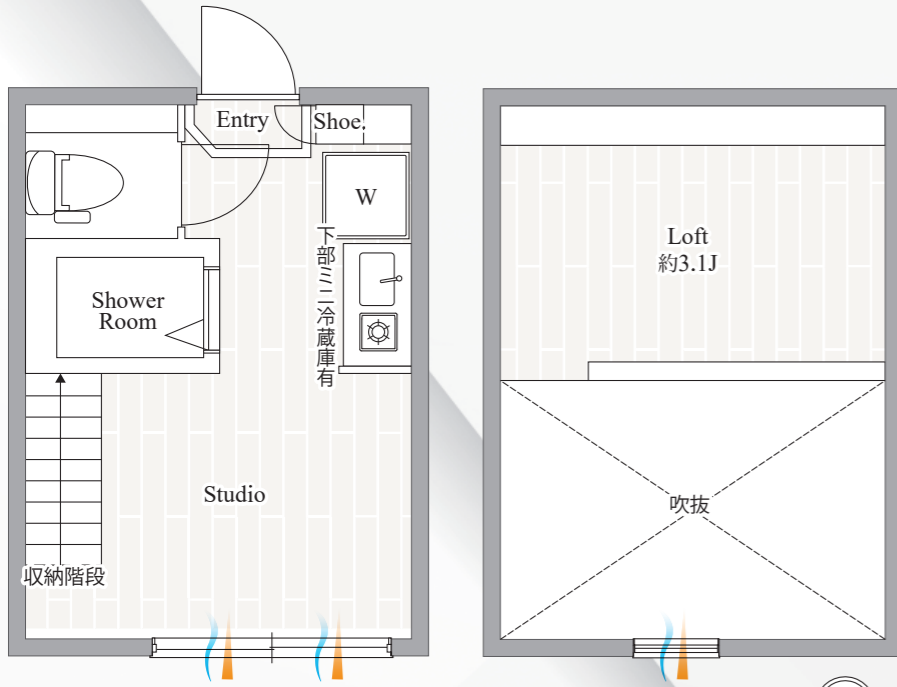 Entry
Shoe.
W
下部ミニ冷蔵庫有
Shower
Room
Studio
収納階段
Loft
約3.1J
吹抜